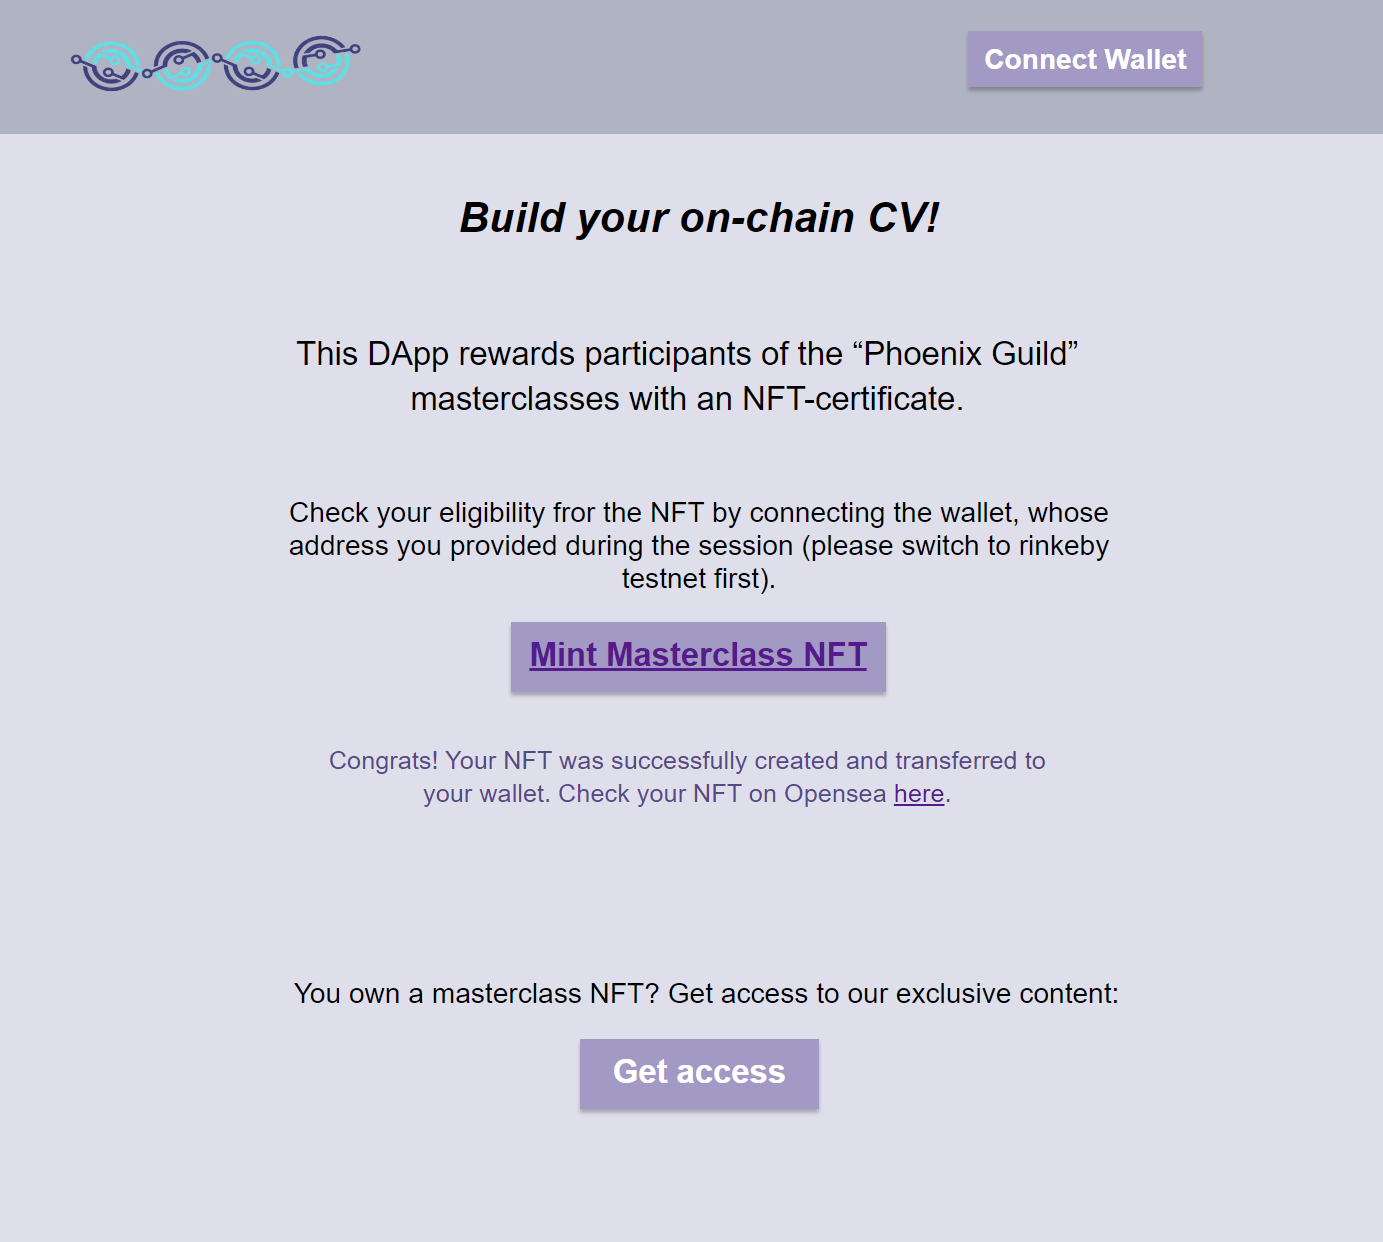 Connect Wallet
Build your on-chain CV!
This DApp rewards participants of the “Phoenix Guild”
masterclasses with an NFT-certificate.
Check your eligibility fror the NFT by connecting the wallet, whose
address you provided during the session (please switch to rinkeby
testnet first).
Mint Masterclass NFT
Congrats! Your NFT was successfully created and transferred to
your wallet. Check your NFT on Opensea here.
You own a masterclass NFT? Get access to our exclusive content:
Get access